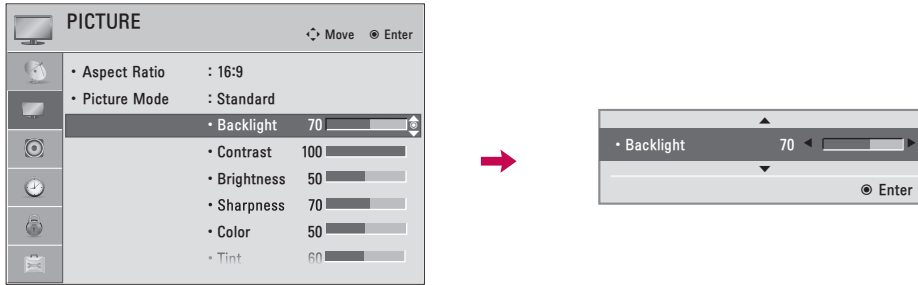 PICTURE
Move Enter
• Aspect Ratio : 16:9
• Picture Mode : Standard
• Backlight 70
• Contrast 100
• Brightness 50
• Sharpness 70
• Color 50
• Tint 60
• Backlight 70
Enter